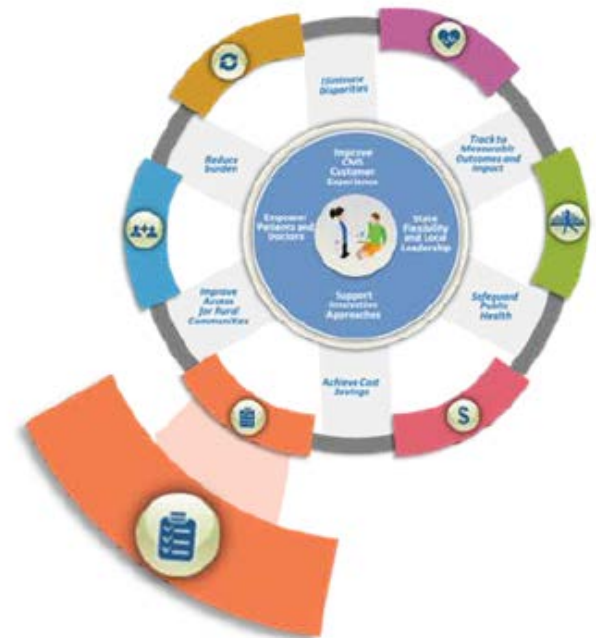 Eliminate
Disparities
Track to
Measurable
Outcomes and
Impact
Safeguard
Public
Health
Achieve Cost
Savings
Improve
Access
for Rural
Communities
Reduce
burden
Improve
CMS
Customer
Experience
State
Flexibility
and Local
Leadership
Support
Innovative
Approaches
Empower
Patients and
Doctors
S